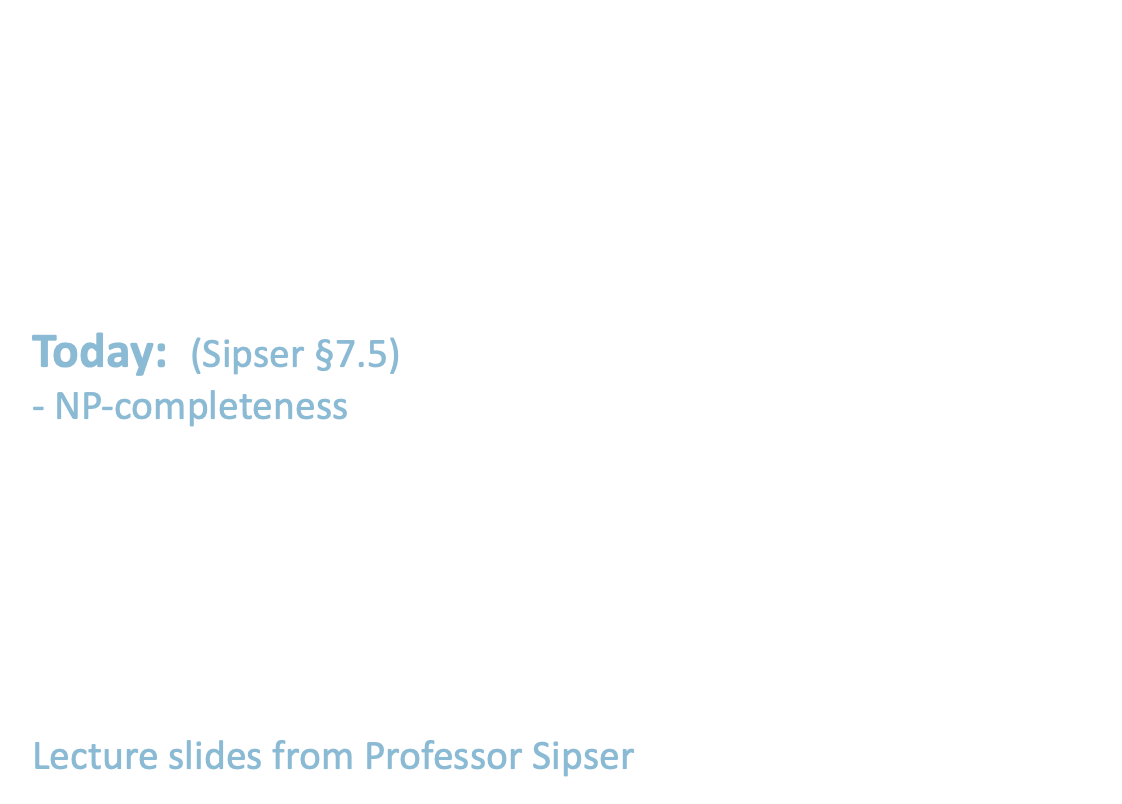 Today: (Sipser §7.5)
- NP-completeness
Lecture slides from Professor Sipser